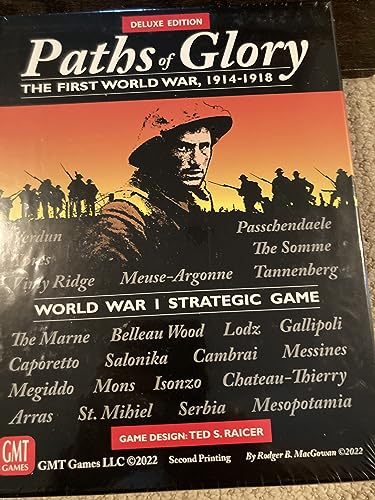 DELUXE EDITION
Paths of Glory
THE FIRST WORLD WAR, 1914-1918
Verdun Passchendaele
Ypres The Somme
Vimy Ridge Meuse-Argonne Tannenberg
WORLD WAR I STRATEGIC GAME
The Marne Belleau Wood Lodz Gallipoli
Caporetto Salonika Cambrai Messines
Megiddo Mons Isonzo Chateau-Thierry
Arras St. Mihiel Serbia Mesopotamia
GAME DESIGN: TED S. RAICER
GMT
GAMES
GMT Games LLC ©2022 Second Printing By Rodger B. MacGowan ©2022